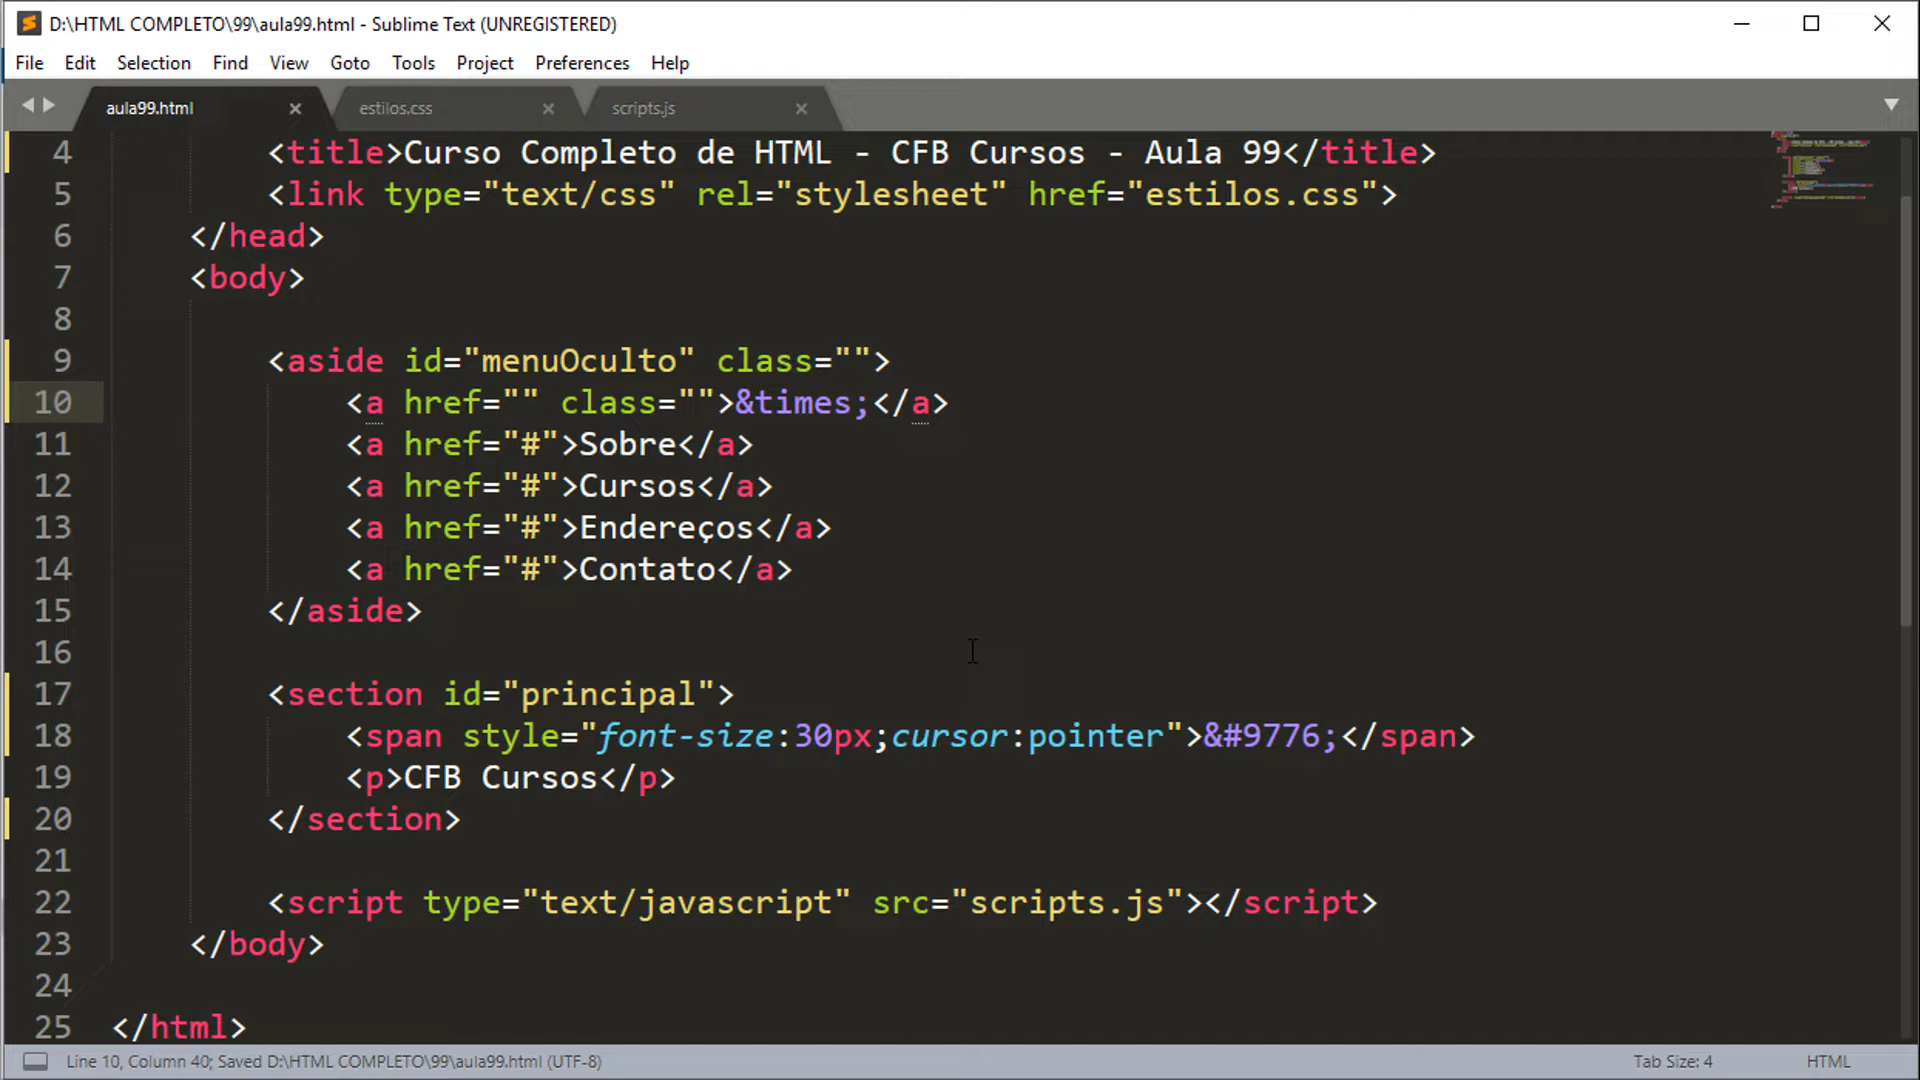 D:\HTML COMPLETO\99\aula99.html - Sublime Text (UNREGISTERED)
File Edit Selection Find View Goto Tools Project Preferences Help
aula99.html estilos.css scripts.js
4 <title>Curso Completo de HTML - CFB Cursos - Aula 99</title>
5 <link type="text/css" rel="stylesheet" href="estilos.css">
6 </head>
7 <body>
8
9 <aside id="menuOculto" class="">
10 <a href="" class="">&times;</a>
11 <a href="#">Sobre</a>
12 <a href="#">Cursos</a>
13 <a href="#">Endereços</a>
14 <a href="#">Contato</a>
15 </aside>
16
17 <section id="principal">
18 <span style="font-size:30px;cursor:pointer">&#9776;</span>
19 <p>CFB Cursos</p>
20 </section>
21
22 <script type="text/javascript" src="scripts.js"></script>
23 </body>
24
25 </html>
Line 10, Column 40; Saved D:\HTML COMPLETO\99\aula99.html (UTF-8) Tab Size: 4 HTML